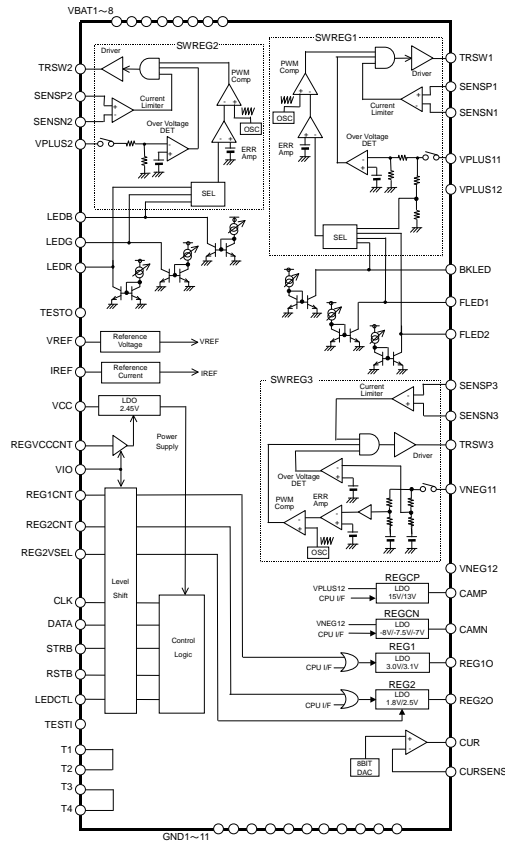 VBAT1～8
SWREG2
Driver
TRSW2
SENSP2
SENSN2
Current
Limiter
PWM
Comp
OSC
VPLUS2
Over Voltage
DET
ERR
Amp
SEL
LEDB
LEDG
LEDR
TESTO
VREF
Reference
Voltage
VREF
IREF
Reference
Current
IREF
VCC
LDO
2.45V
REGVCCCNT
Power
Supply
VIO
REG1CNT
REG2CNT
REG2VSEL
Level
Shift
CLK
DATA
STRB
RSTB
LEDCTL
Control
Logic
TESTI
T1
T2
T3
T4
GND1～11
SWREG1
PWM
Comp
OSC
Driver
TRSW1
SENSP1
SENSN1
Current
Limiter
ERR
Amp
Over Voltage
DET
VPLUS11
VPLUS12
SEL
BKLED
FLED1
FLED2
SWREG3
Current
Limiter
SENSP3
SENSN3
TRSW3
Driver
Over Voltage
DET
VNEG11
PWM
Comp
ERR
Amp
OSC
VNEG12
REGCP
VPLUS12
CPU I/F
LDO
15V/13V
CAMP
REGCN
VNEG12
CPU I/F
LDO
-8V/-7.5V/-7V
CAMN
REG1
CPU I/F
LDO
3.0V/3.1V
REG1O
REG2
CPU I/F
LDO
1.8V/2.5V
REG2O
CUR
8BIT
DAC
CURSENS